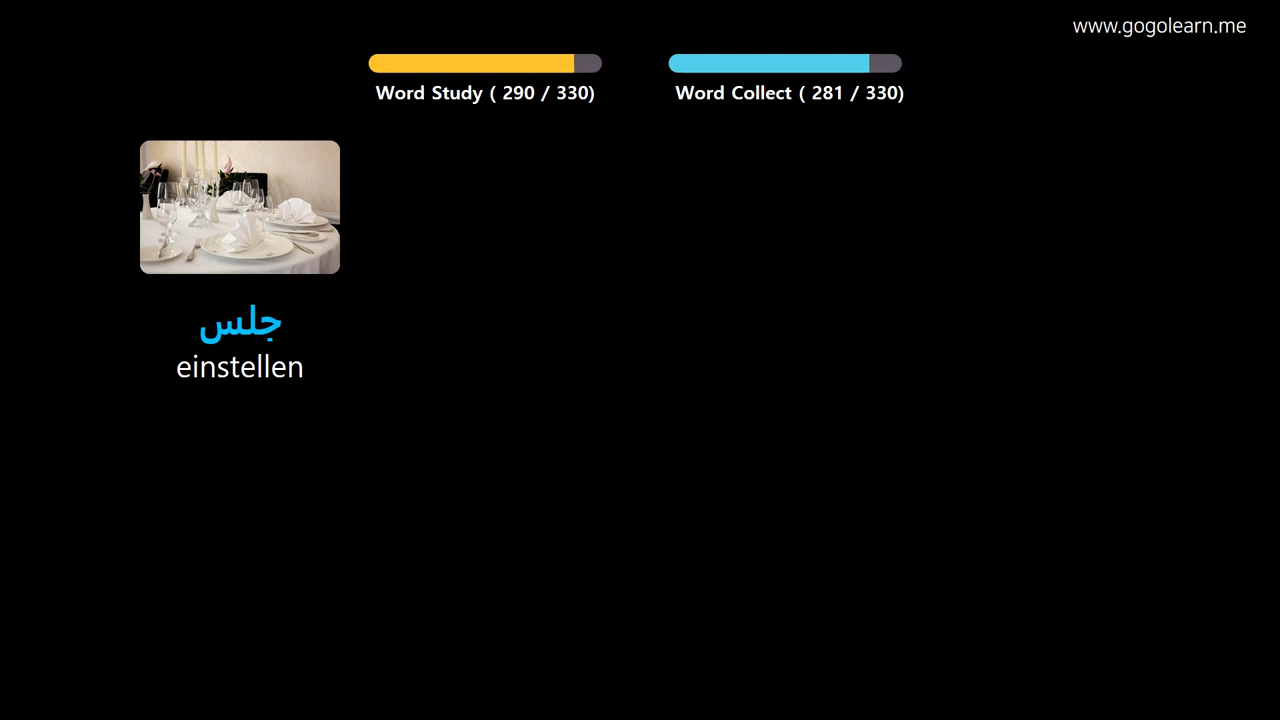 www.gogolearn.me
Word Study ( 290 / 330)
Word Collect ( 281 / 330)
جلس
einstellen